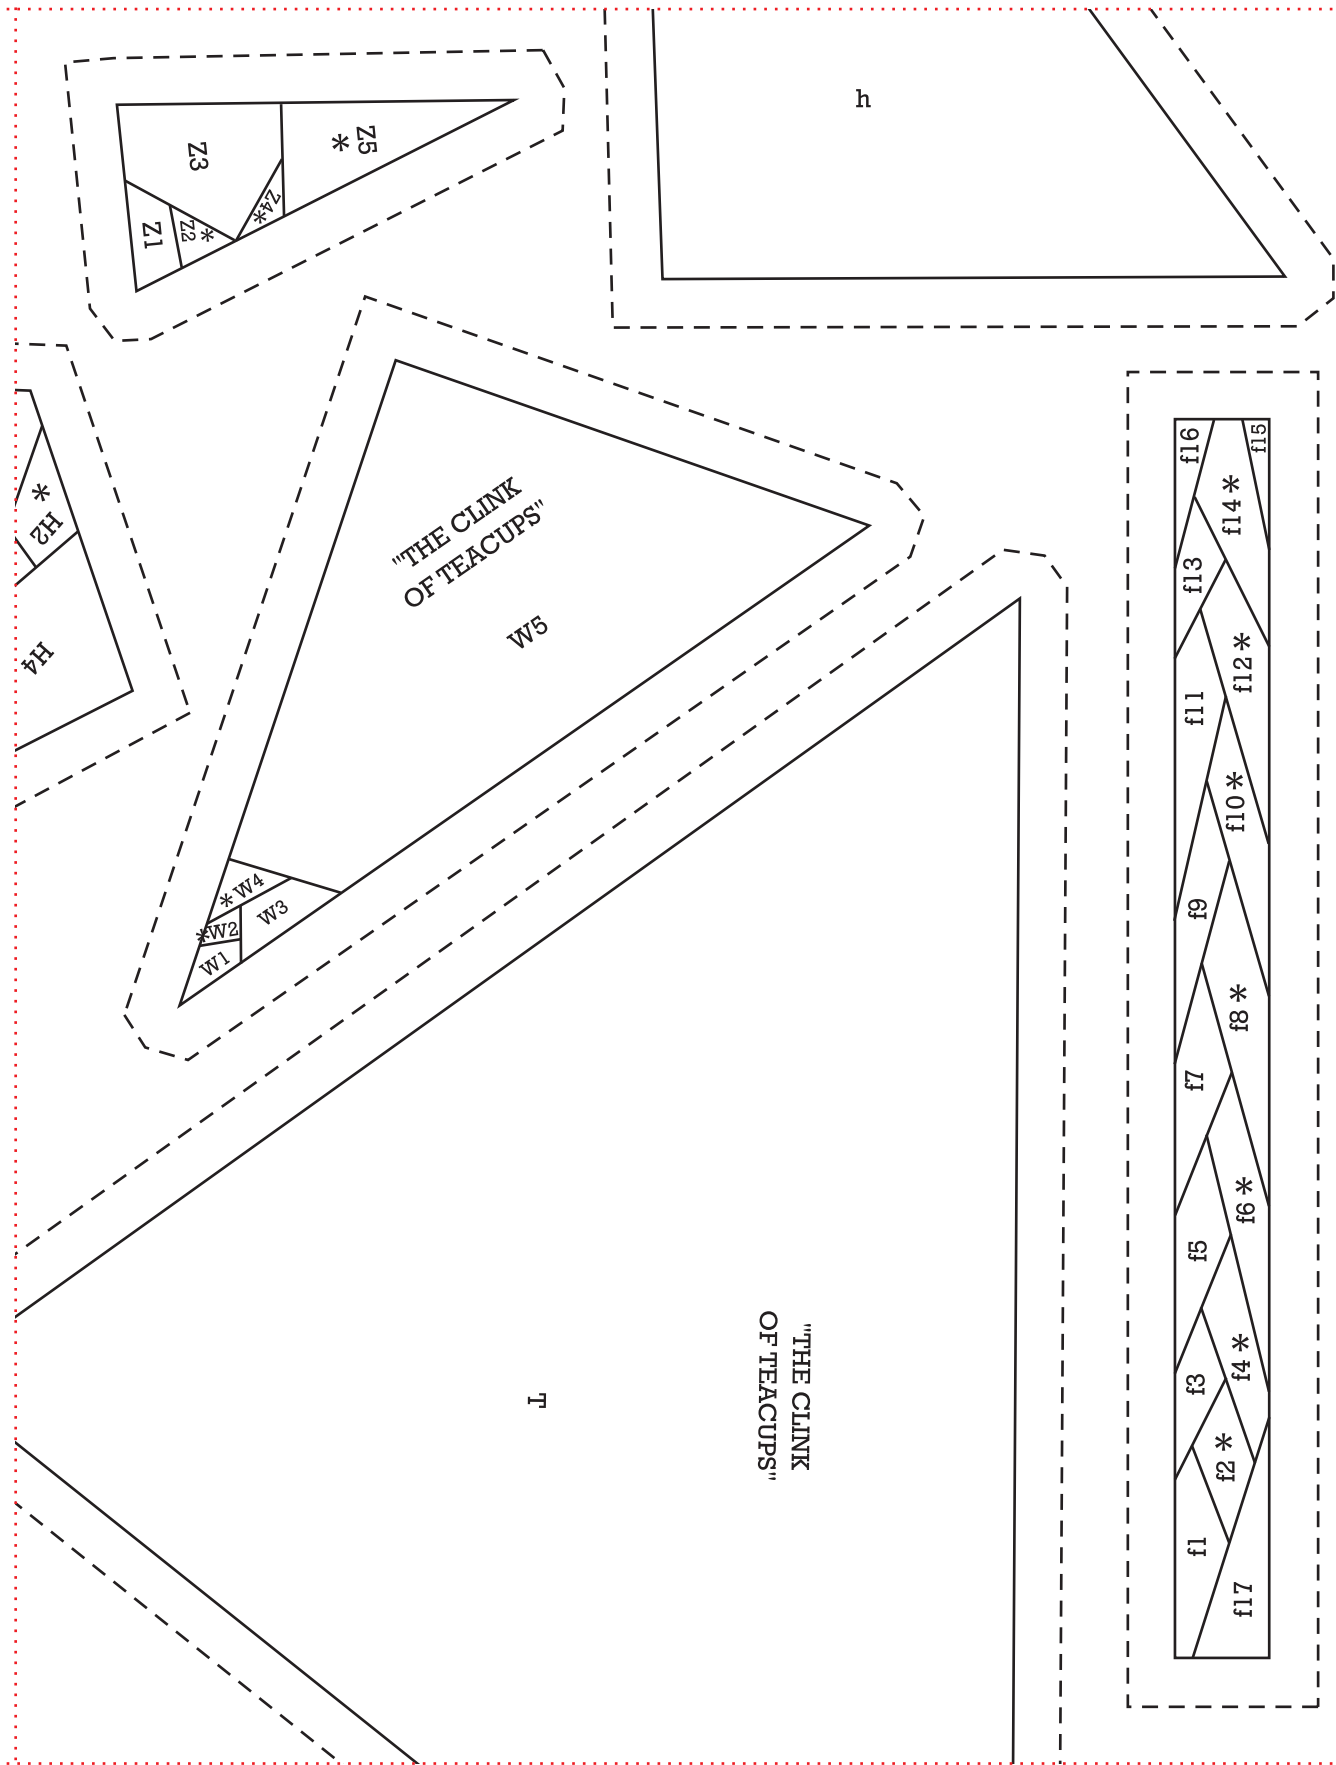 h
Z3
Z5
*
Z4*
Z1
Z2
*
*
H2
H4
"THE CLINK
OF TEACUPS"
W5
*W4
W3
*W2
W1
f16
f15
f14*
f13
f12*
f11
f10*
f9
f8*
f7
f6*
f5
f4*
f3
f2*
f1
f17
"THE CLINK
OF TEACUPS"
T